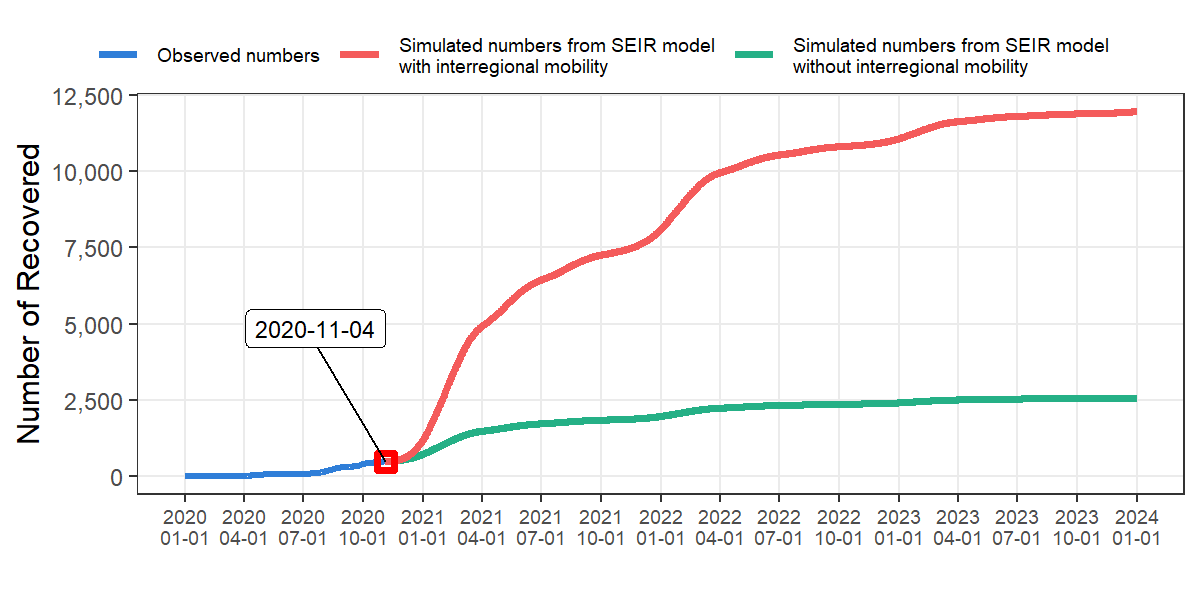 Observed numbers
Simulated numbers from SEIR model
with interregional mobility
Simulated numbers from SEIR model
without interregional mobility
Number of Recovered
12,500
10,000
7,500
5,000
2,500
0
2020-11-04
2020 2020 2020 2020 2021 2021 2021 2021 2022 2022 2022 2022 2023 2023 2023 2023 2024
01-01 04-01 07-01 10-01 01-01 04-01 07-01 10-01 01-01 04-01 07-01 10-01 01-01 04-01 07-01 10-01 01-01